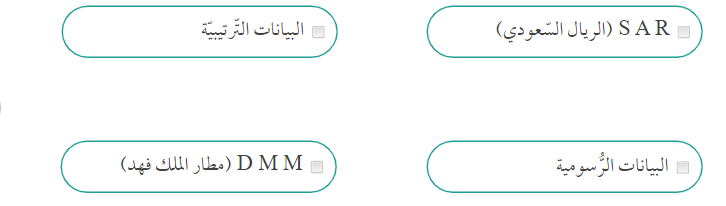 S A R (الريال السّعودي)
البيانات التّرتيبيّة
البيانات الرُّسومية
D M M (مطار الملك فهد)